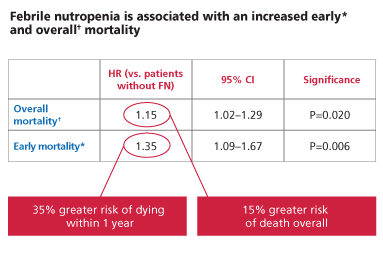 Febrile nutropenia is associated with an increased early*
and overall† mortality
HR (vs. patients
without FN)
95% CI
Significance
Overall
mortality†
1.15
1.02–1.29
P=0.020
Early mortality*
1.35
1.09–1.67
P=0.006
35% greater risk of dying
within 1 year
15% greater risk
of death overall